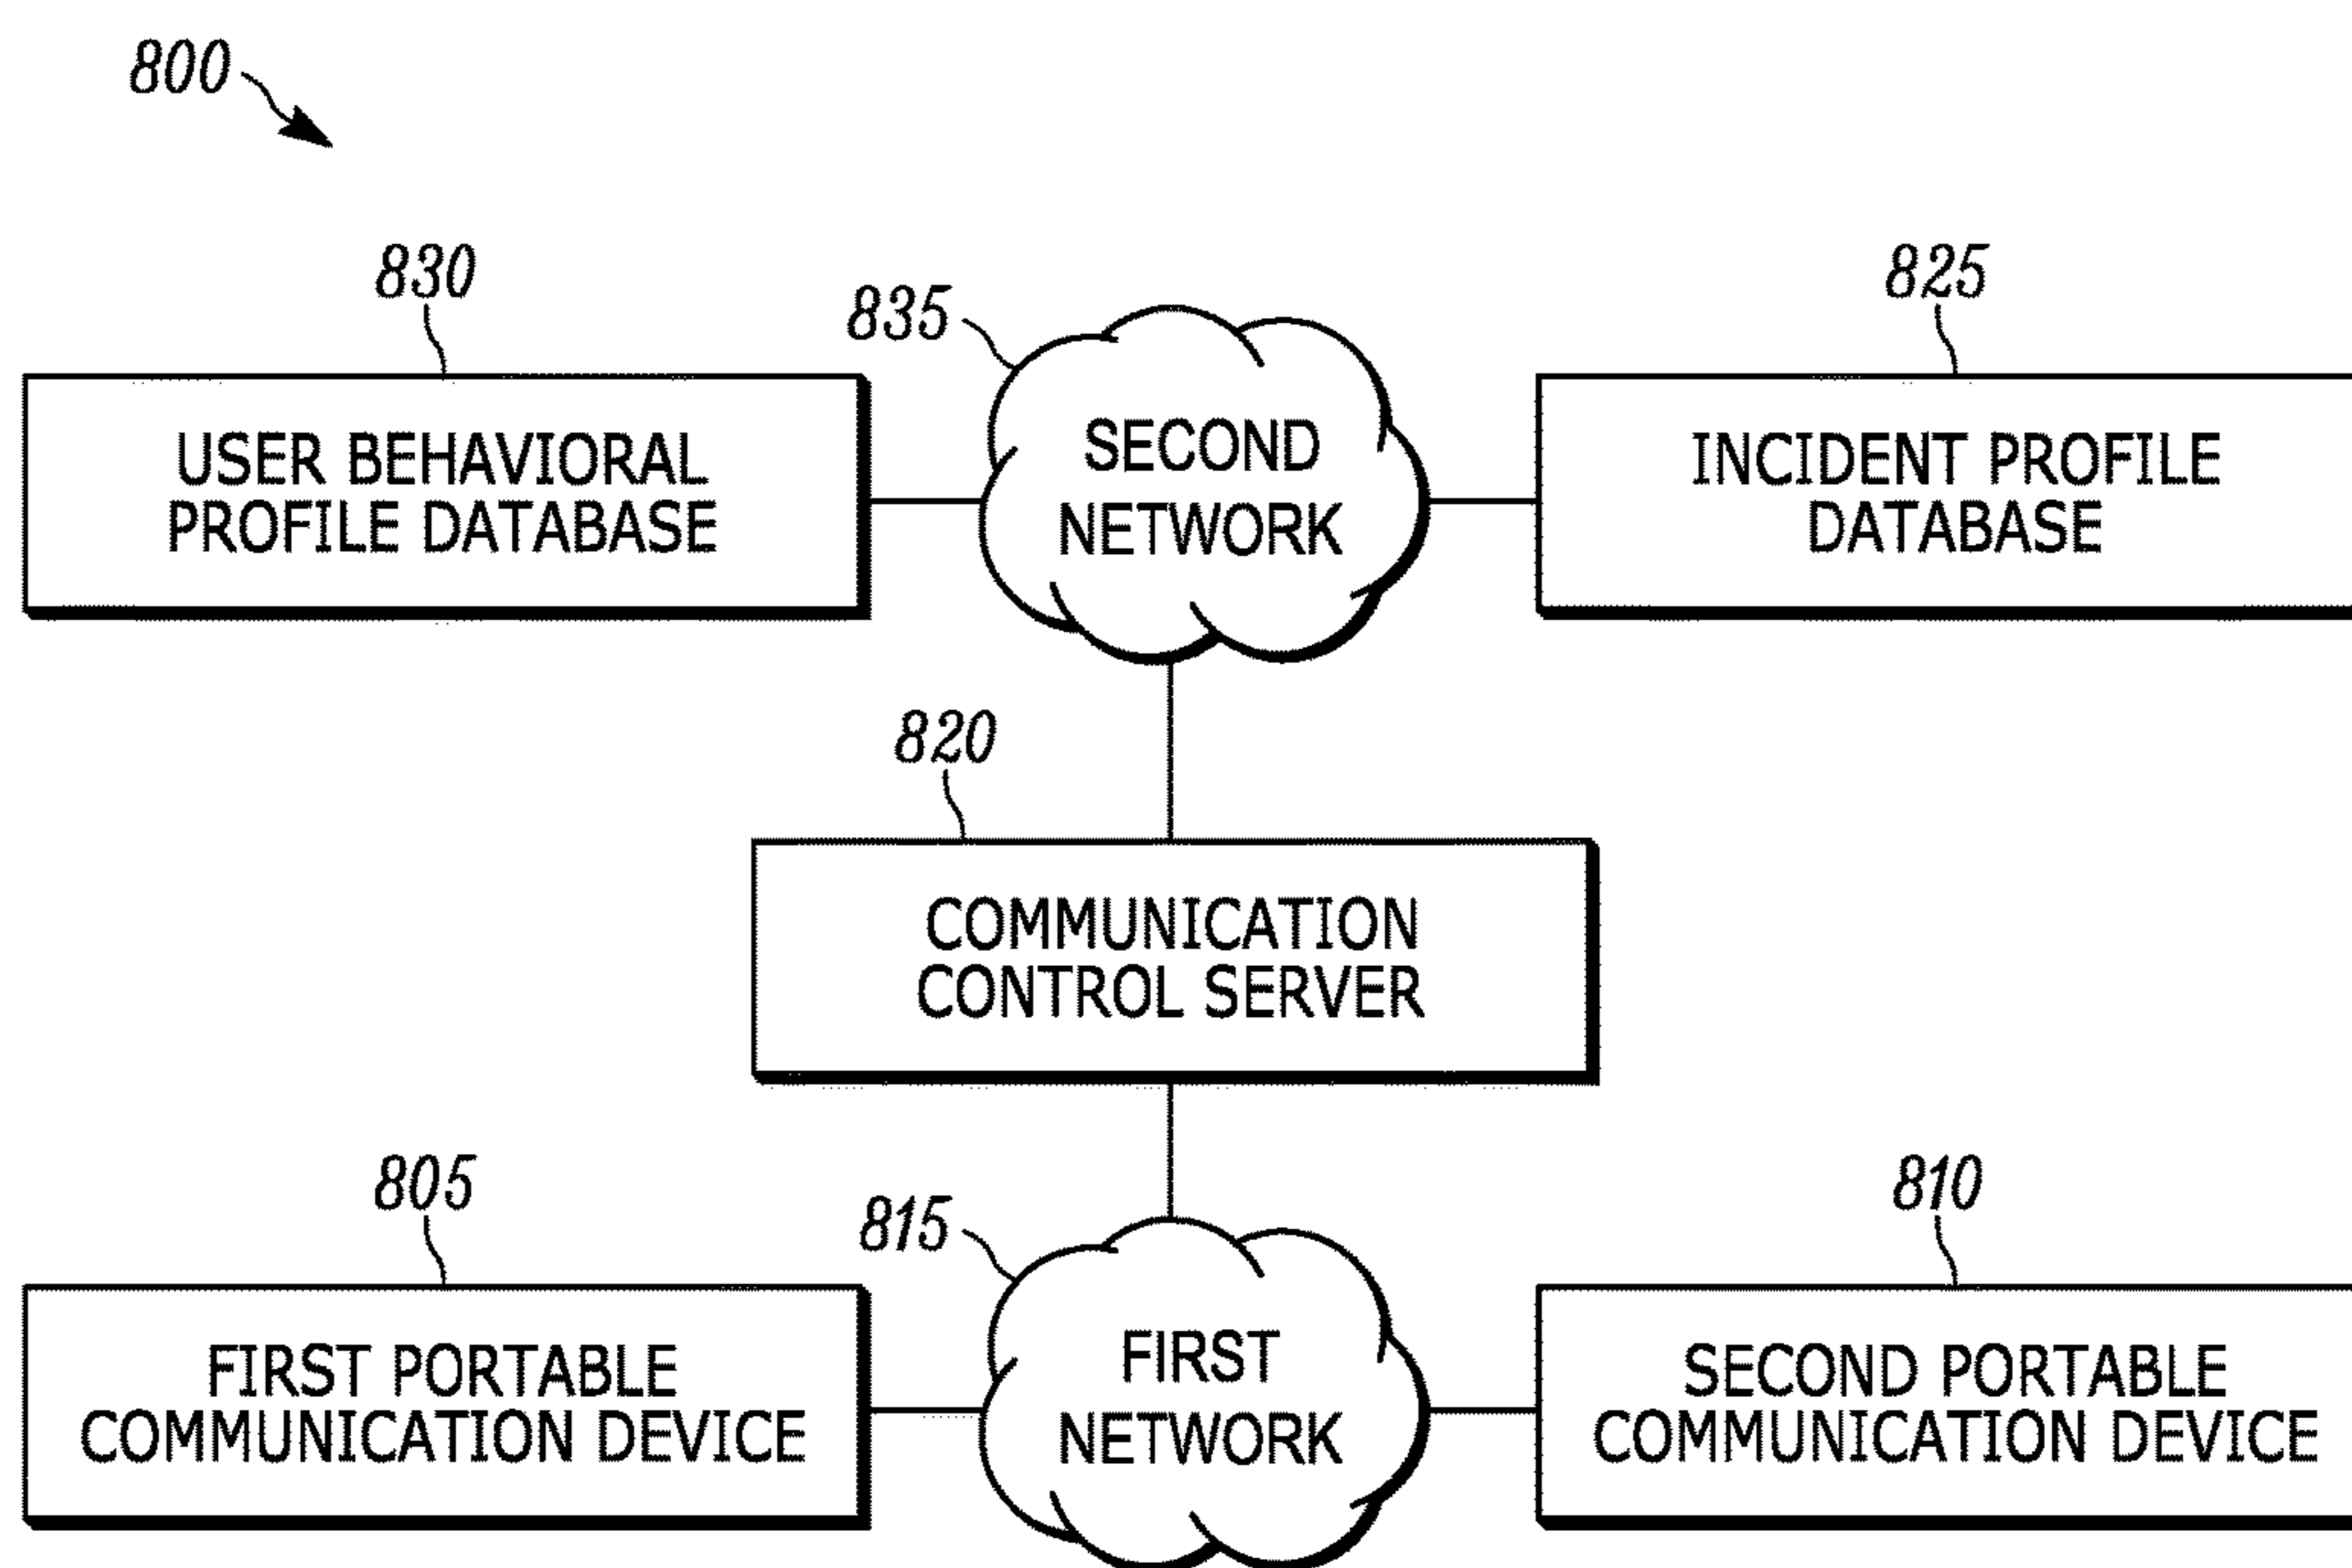 800
830
835
825
USER BEHAVIORAL
PROFILE DATABASE
SECOND
NETWORK
INCIDENT PROFILE
DATABASE
820
COMMUNICATION
CONTROL SERVER
805
815
810
FIRST PORTABLE
COMMUNICATION DEVICE
FIRST
NETWORK
SECOND PORTABLE
COMMUNICATION DEVICE